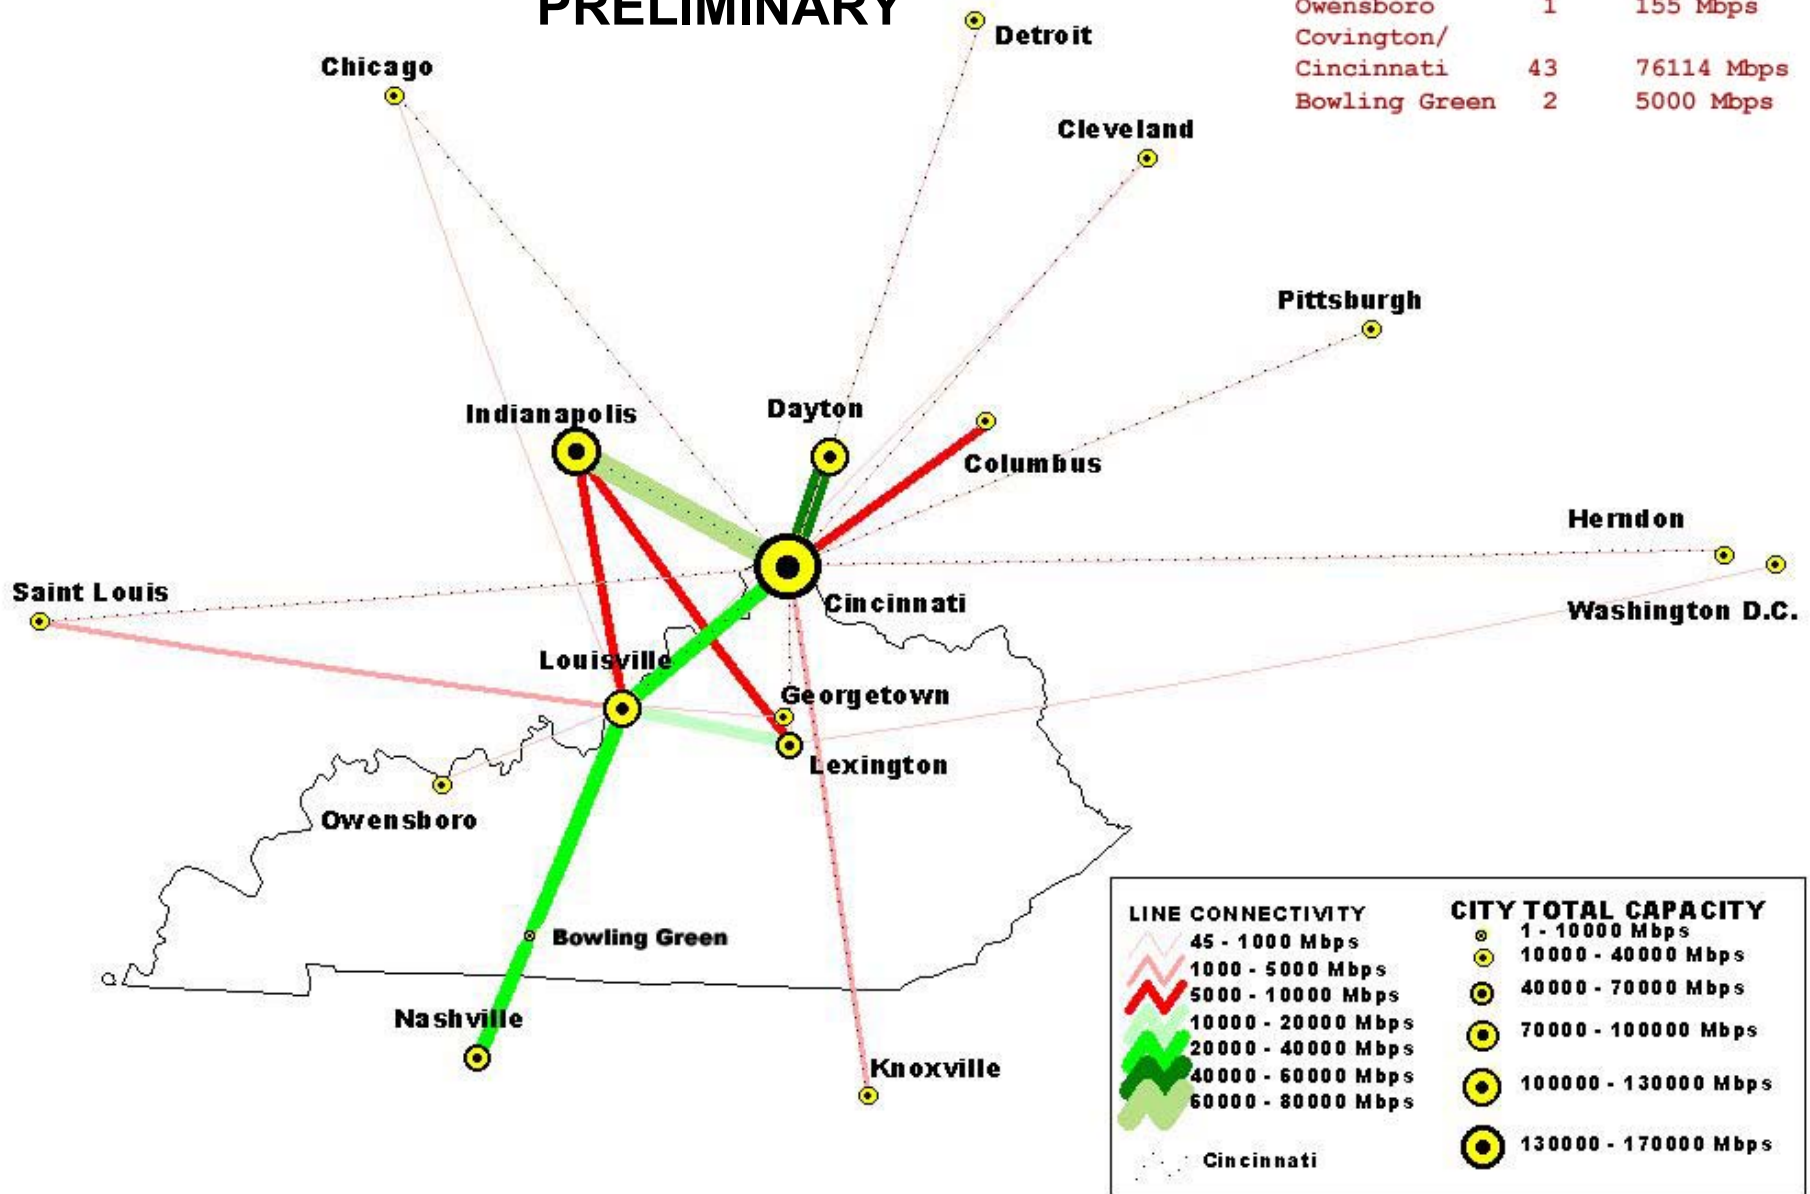 PRELIMINARY
Owensboro 1 155 Mbps
Covington/
Cincinnati 43 76114 Mbps
Bowling Green 2 5000 Mbps
Detroit
Chicago
Cleveland
Pittsburgh
Indianapolis
Dayton
Columbus
Herndon
Saint Louis
Cincinnati
Washington D.C.
Louisville
Georgetown
Lexington
Owensboro
Bowling Green
Nashville
Knoxville
LINE CONNECTIVITY
45 - 1000 Mbps
1000 - 5000 Mbps
5000 - 10000 Mbps
10000 - 20000 Mbps
20000 - 40000 Mbps
40000 - 60000 Mbps
60000 - 80000 Mbps
Cincinnati
CITY TOTAL CAPACITY
1 - 10000 Mbps
10000 - 40000 Mbps
40000 - 70000 Mbps
70000 - 100000 Mbps
100000 - 130000 Mbps
130000 - 170000 Mbps